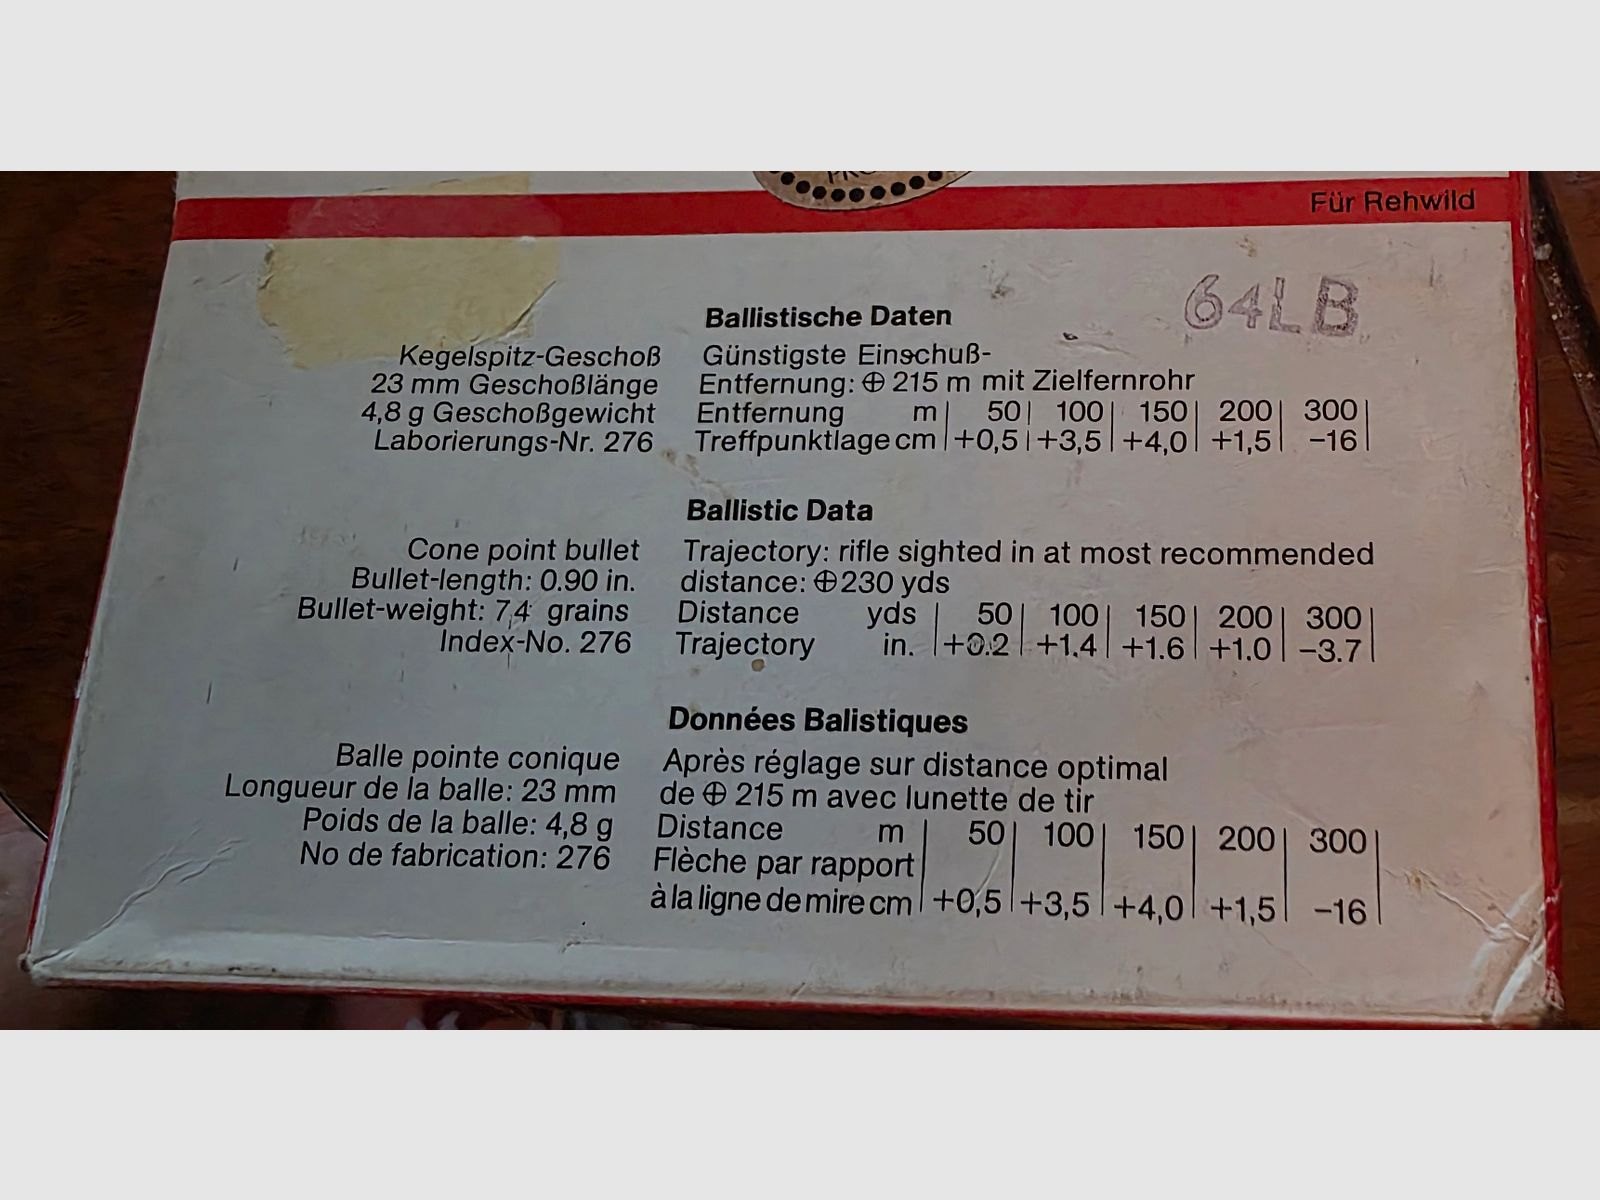 Für Rehwild
64LB
Ballistische Daten
Kegelspitz-Geschoß Günstigste Einschuß-
23 mm Geschoßlänge Entfernung: ⊕ 215 m mit Zielfernrohr
4,8 g Geschoßgewicht Entfernung m 50 100 150 200 300
Laborierungs-Nr. 276 Treffpunktlage cm +0,5 +3,5 +4,0 +1,5 −16
Ballistic Data
Cone point bullet Trajectory: rifle sighted in at most recommended
Bullet-length: 0.90 in. distance: ⊕ 230 yds
Bullet-weight: 74 grains Distance yds 50 100 150 200 300
Index-No. 276 Trajectory in. +0.2 +1.4 +1.6 +1.0 −3.7
Données Balistiques
Balle pointe conique Après réglage sur distance optimal
Longueur de la balle: 23 mm de ⊕ 215 m avec lunette de tir
Poids de la balle: 4,8 g Distance m 50 100 150 200 300
No de fabrication: 276 Flèche par rapport
à la ligne de mire cm +0,5 +3,5 +4,0 +1,5 −16